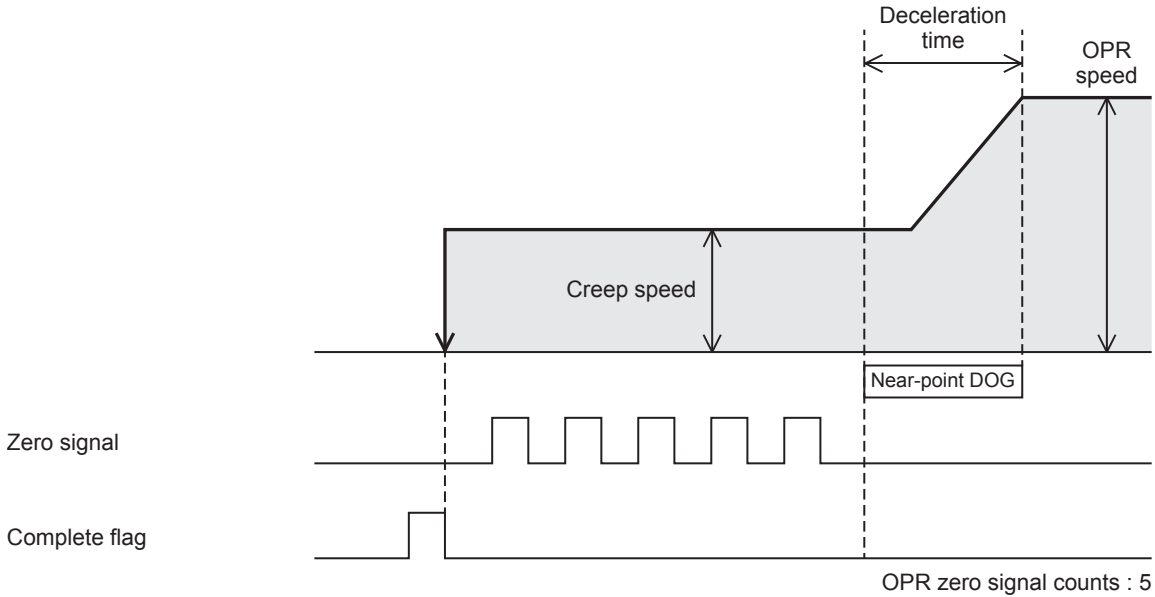 Deceleration
time
OPR
speed
Creep speed
Near-point DOG
Zero signal
Complete flag
OPR zero signal counts : 5